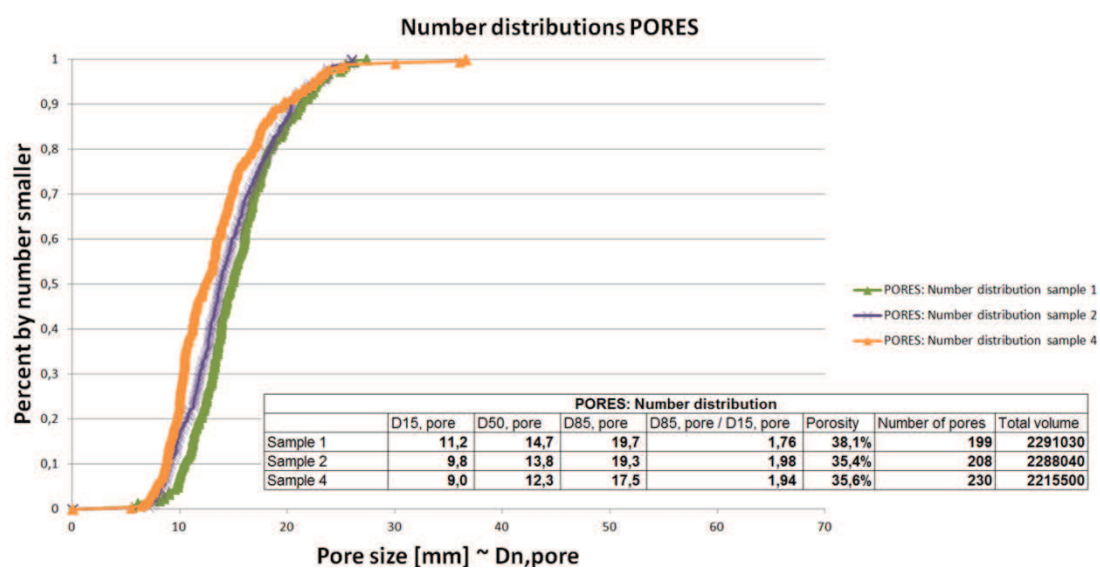 Number distributions PORES
Percent by number smaller
1
0,9
0,8
0,7
0,6
0,5
0,4
0,3
0,2
0,1
0
0 10 20 30 40 50 60 70
Pore size [mm] ~ Dn,pore
PORES: Number distribution sample 1
PORES: Number distribution sample 2
PORES: Number distribution sample 4
PORES: Number distribution
D15, pore D50, pore D85, pore D85, pore / D15, pore Porosity Number of pores Total volume
Sample 1 11,2 14,7 19,7 1,76 38,1% 199 2291030
Sample 2 9,8 13,8 19,3 1,98 35,4% 208 2288040
Sample 4 9,0 12,3 17,5 1,94 35,6% 230 2215500